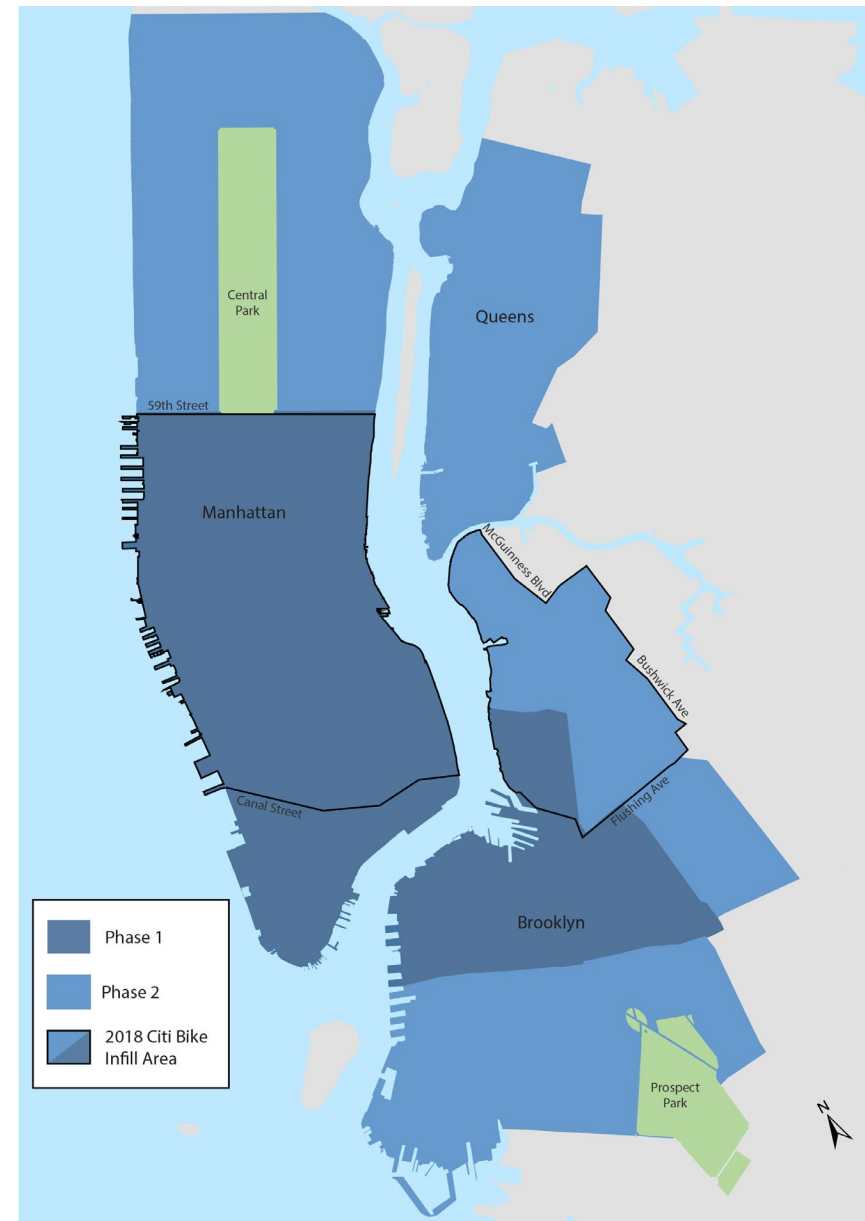 Central
Park
Queens
59th Street
Manhattan
McGuinness Blvd
Bushwick Ave
Canal Street
Flushing Ave
Brooklyn
Phase 1
Phase 2
2018 Citi Bike
Infill Area
Prospect
Park
N